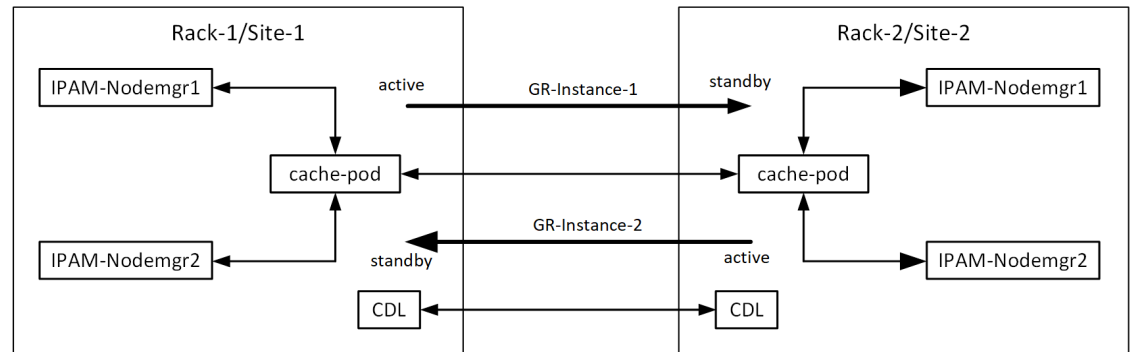 Rack-1/Site-1
Rack-2/Site-2
IPAM-Nodemgr1
active
GR-Instance-1
standby
IPAM-Nodemgr1
cache-pod
cache-pod
GR-Instance-2
IPAM-Nodemgr2
standby
active
IPAM-Nodemgr2
CDL
CDL